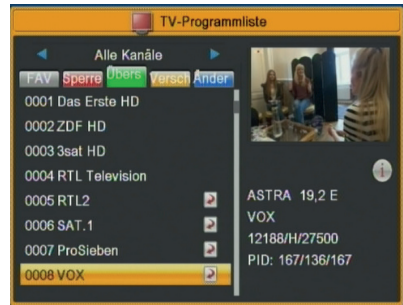 TV-Programmliste
Alle Kanäle
FAV Sperre Übers Versch Änder
0001 Das Erste HD
0002 ZDF HD
0003 3sat HD
0004 RTL Television
0005 RTL2
0006 SAT.1
0007 ProSieben
0008 VOX
ASTRA 19,2 E
VOX
12188/H/27500
PID: 167/136/167